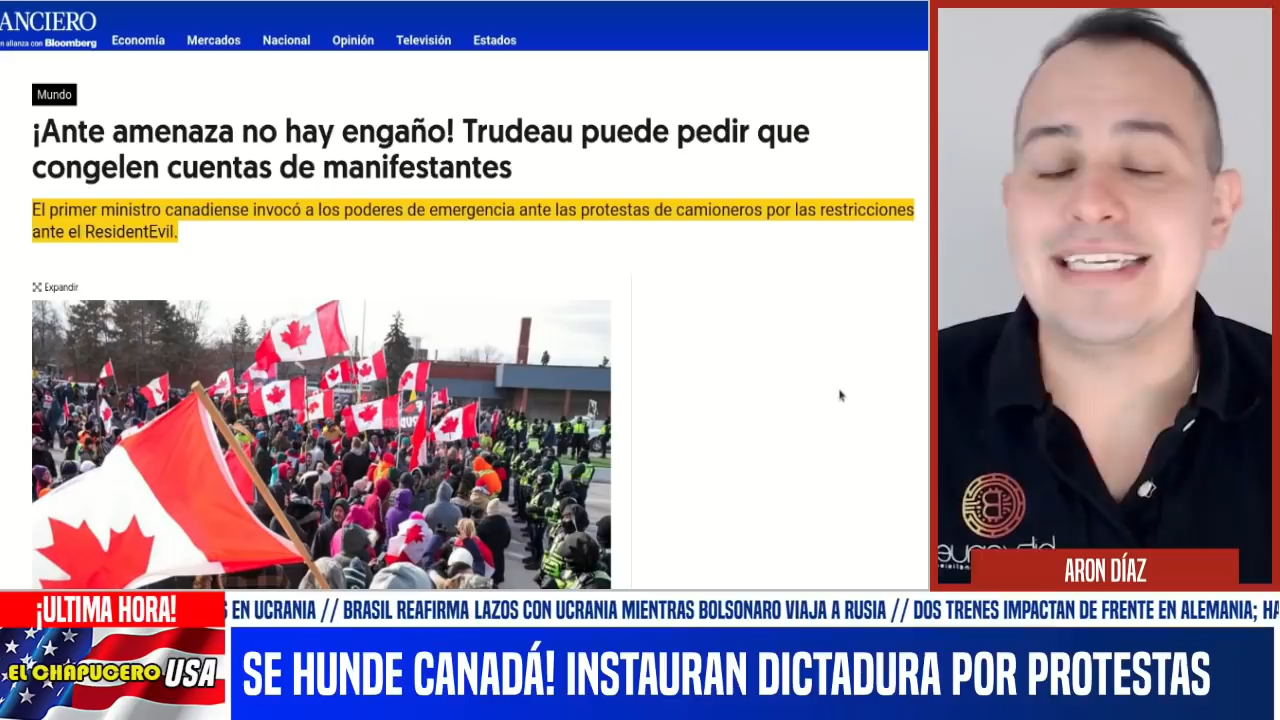 ANCIERO
n alianza con Bloomberg
Economía Mercados Nacional Opinión Televisión Estados
Mundo
¡Ante amenaza no hay engaño! Trudeau puede pedir que
congelen cuentas de manifestantes
El primer ministro canadiense invocó a los poderes de emergencia ante las protestas de camioneros por las restricciones
ante el ResidentEvil.
Expandir
ARON DÍAZ
¡ULTIMA HORA!
S EN UCRANIA // BRASIL REAFIRMA LAZOS CON UCRANIA MIENTRAS BOLSONARO VIAJA A RUSIA // DOS TRENES IMPACTAN DE FRENTE EN ALEMANIA; HA
EL CHAPUCERO USA
SE HUNDE CANADÁ! INSTAURAN DICTADURA POR PROTESTAS